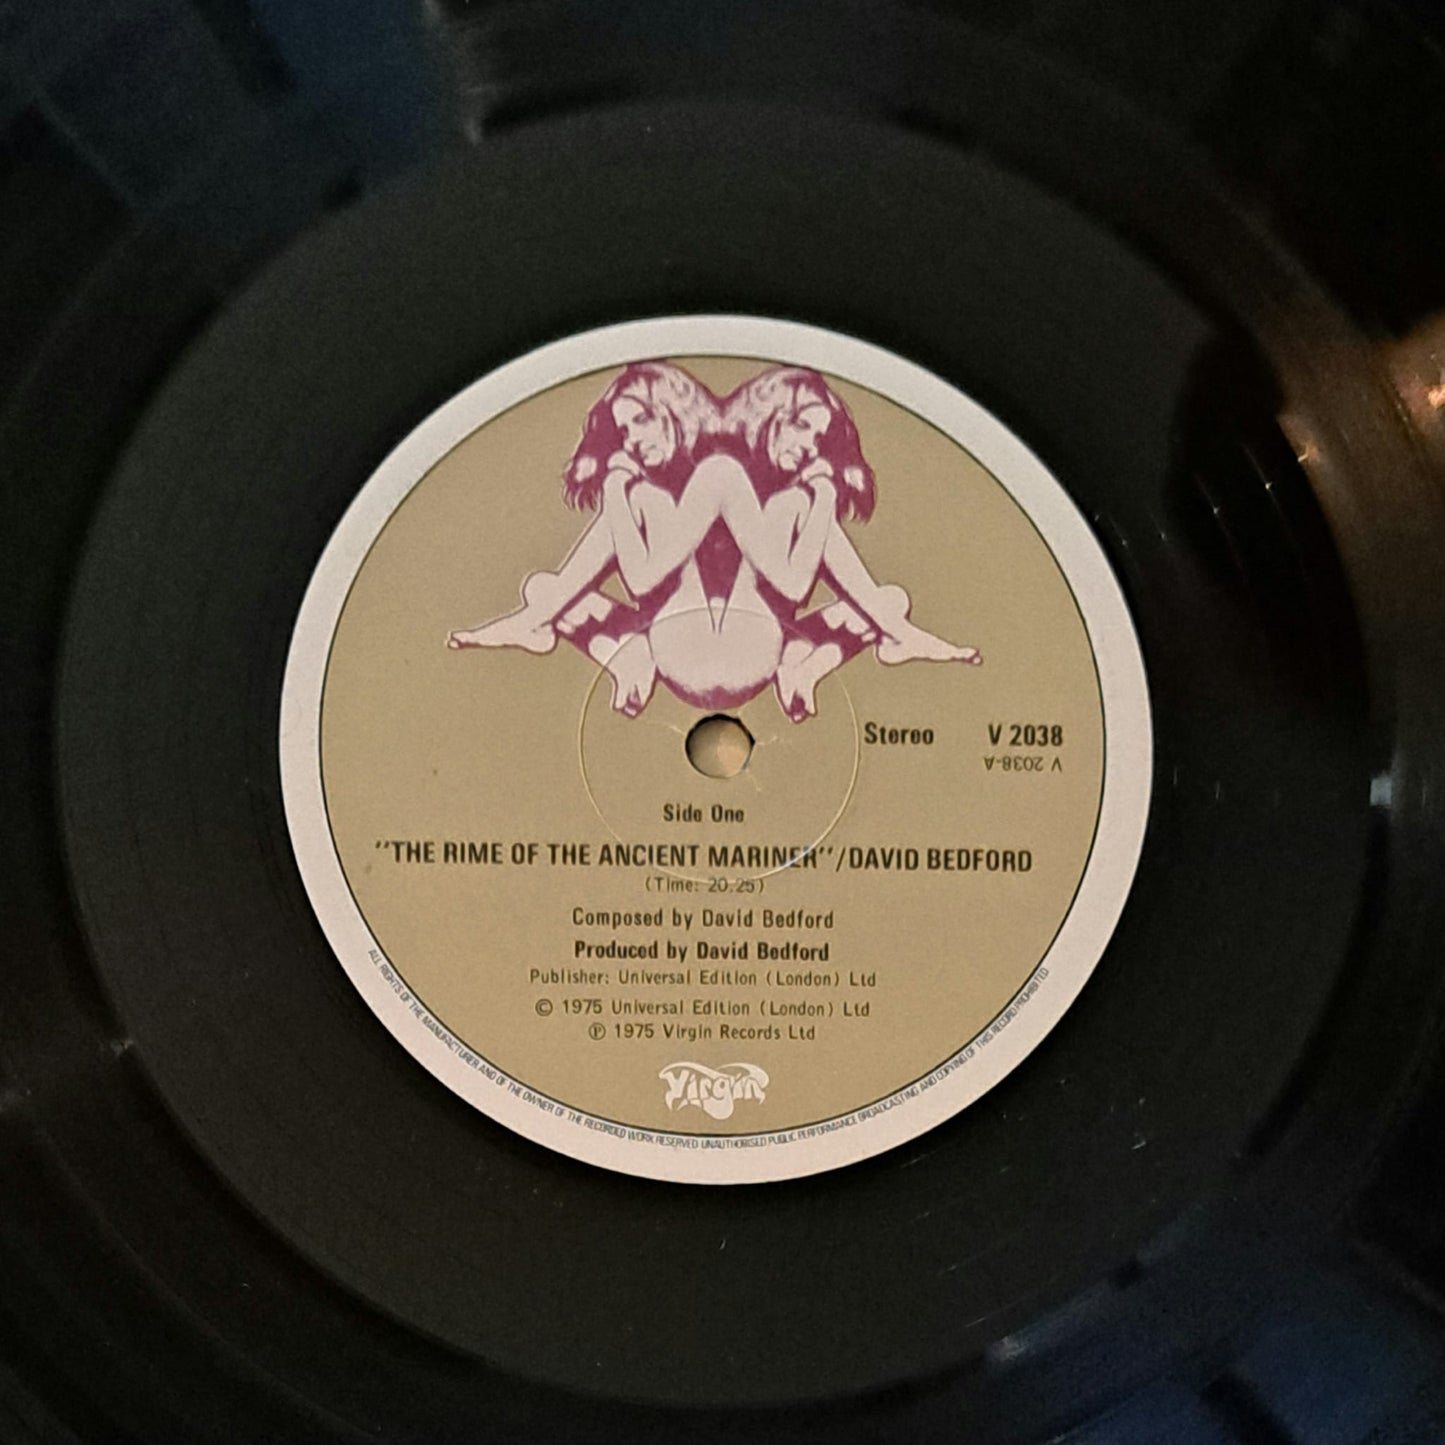 Stereo V 2038
V 2038-A
Side One
"THE RIME OF THE ANCIENT MARINER"/DAVID BEDFORD
(Time: 20.25)
Composed by David Bedford
Produced by David Bedford
Publisher: Universal Edition (London) Ltd
© 1975 Universal Edition (London) Ltd
℗ 1975 Virgin Records Ltd
Virgin
ALL RIGHTS OF THE MANUFACTURER AND OF THE OWNER OF THE RECORDED WORK RESERVED UNAUTHORISED PUBLIC PERFORMANCE BROADCASTING AND COPYING OF THIS RECORD PROHIBITED